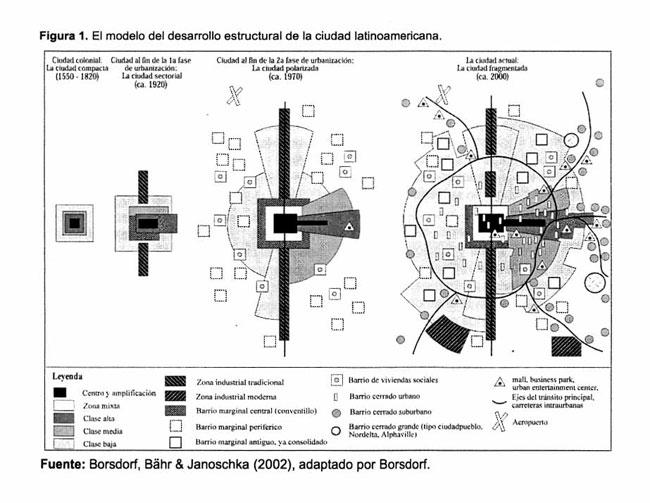 Figura 1. El modelo del desarrollo estructural de la ciudad latinoamericana.
Ciudad colonial:
La ciudad compacta
(1550 - 1820)
Ciudad al fin de la 1a fase
de urbanización:
La ciudad sectorial
(ca. 1920)
Ciudad al fin de la 2a fase de urbanización:
La ciudad polarizada
(ca. 1970)
La ciudad actual:
La ciudad fragmentada
(ca. 2000)
Leyenda
Centro y amplificación
Zona mixta
Clase alta
Clase media
Clase baja
Zona industrial tradicional
Zona industrial moderna
Barrio marginal central (conventillo)
Barrio marginal periferico
Barrio marginal antiguo, ya consolidado
Barrio de viviendas sociales
Barrio cerrado urbano
Barrio cerrado suburbano
Barrio cerrado grande (tipo ciudadpueblo,
Nordelta, Alphaville)
mall, business park,
urban entertainment center,
Ejes del tránsito principal,
carreteras intraurbanas
Aeropuerto
Fuente: Borsdorf, Bähr & Janoschka (2002), adaptado por Borsdorf.